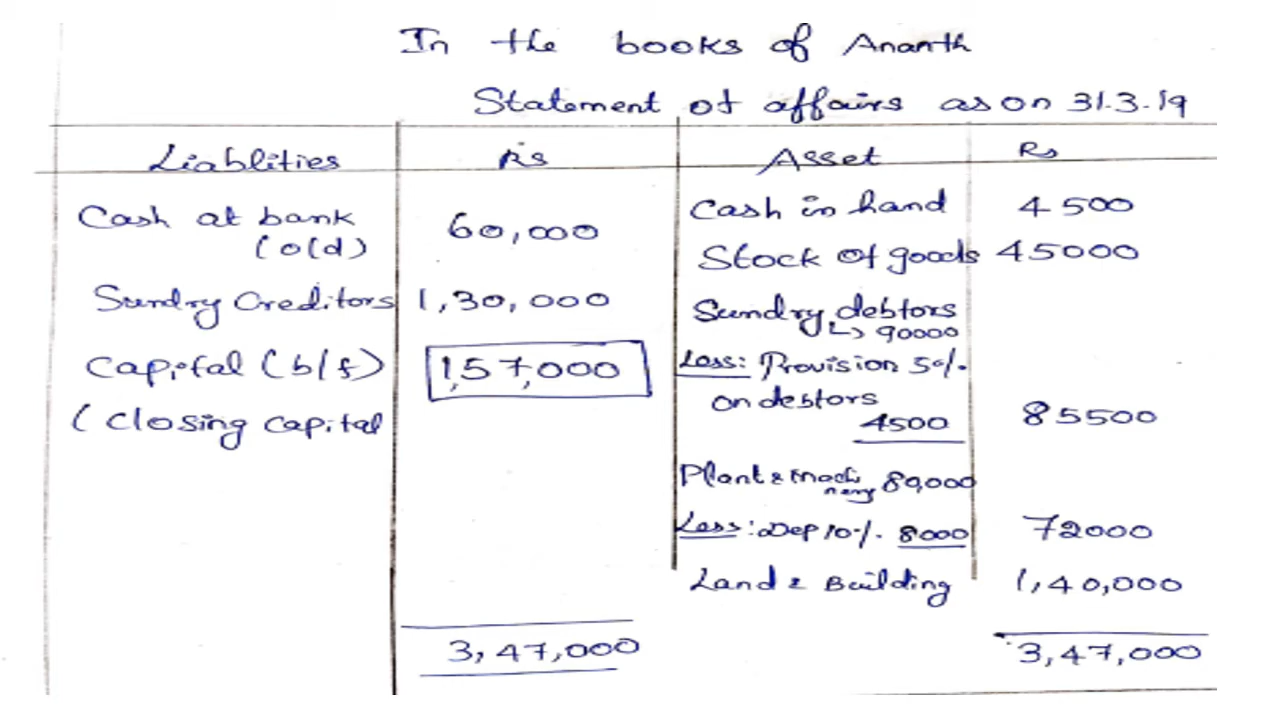 In the books of Ananth
Statement of affairs as on 31.3.19
Liablities Rs Asset Rs
Cash at bank (o(d) 60,000 Cash in hand 4500
Stock of goods 45000
Sundry Creditors 1,30,000 Sundry debtors
↳ 90000
Capital (b/f) 1,57,000 Less: Provision 5%.
(Closing Capital on debtors
4500 85500
Plant & machinery 80,000
Less: Dep 10%. 8000 72000
Land & Building 1,40,000
3,47,000 3,47,000